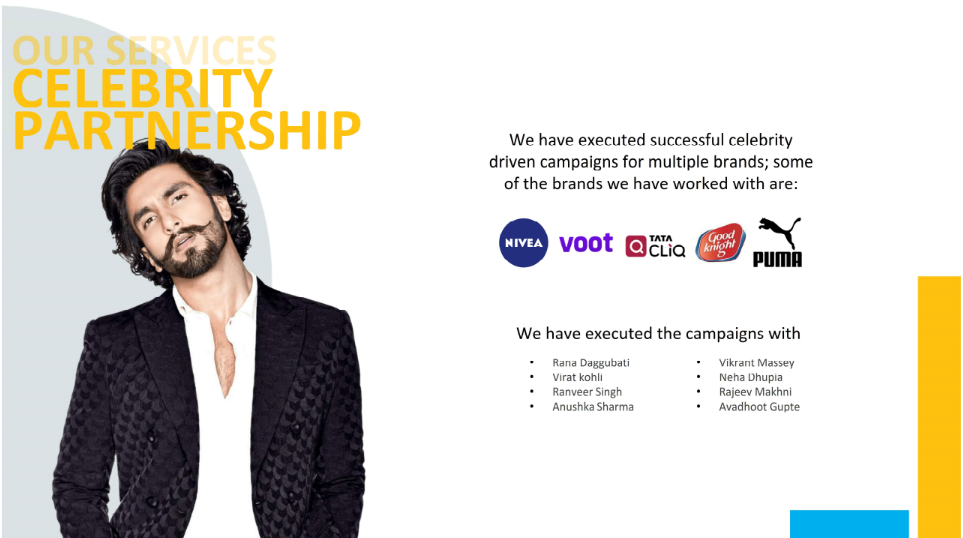 OUR SERVICES
CELEBRITY
PARTNERSHIP
We have executed successful celebrity
driven campaigns for multiple brands; some
of the brands we have worked with are:
NIVEA
voot
TATA
CLiQ
Good
knight
PUMA
We have executed the campaigns with
• Rana Daggubati
• Virat kohli
• Ranveer Singh
• Anushka Sharma
• Vikrant Massey
• Neha Dhupia
• Rajeev Makhni
• Avadhoot Gupte